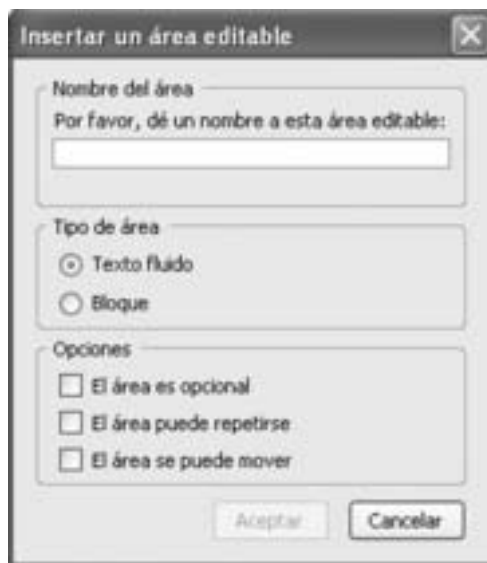 Insertar un área editable
Nombre del área
Por favor, dé un nombre a esta área editable:
Tipo de área
Texto fluido
Bloque
Opciones
El área es opcional
El área puede repetirse
El área se puede mover
Aceptar
Cancelar